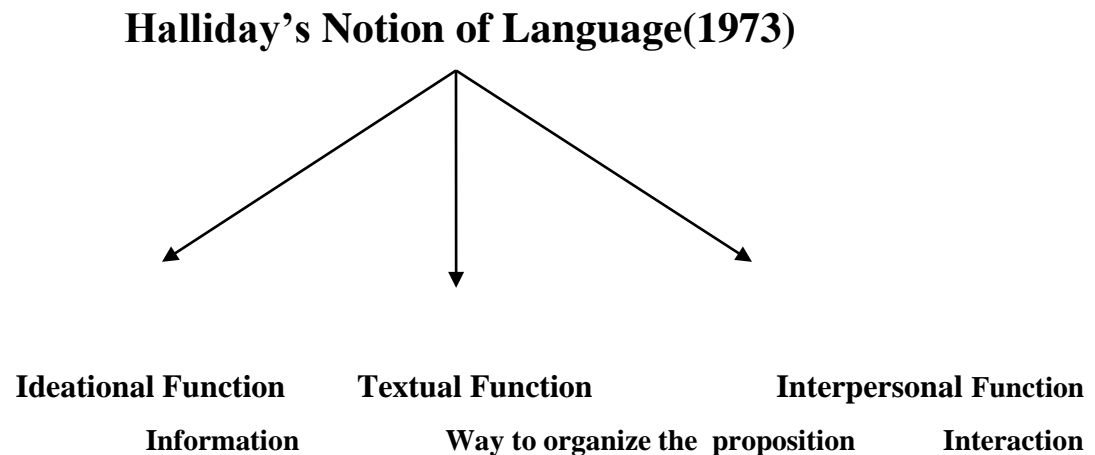 Halliday’s Notion of Language(1973)
Ideational Function Textual Function Interpersonal Function
Information Way to organize the proposition Interaction